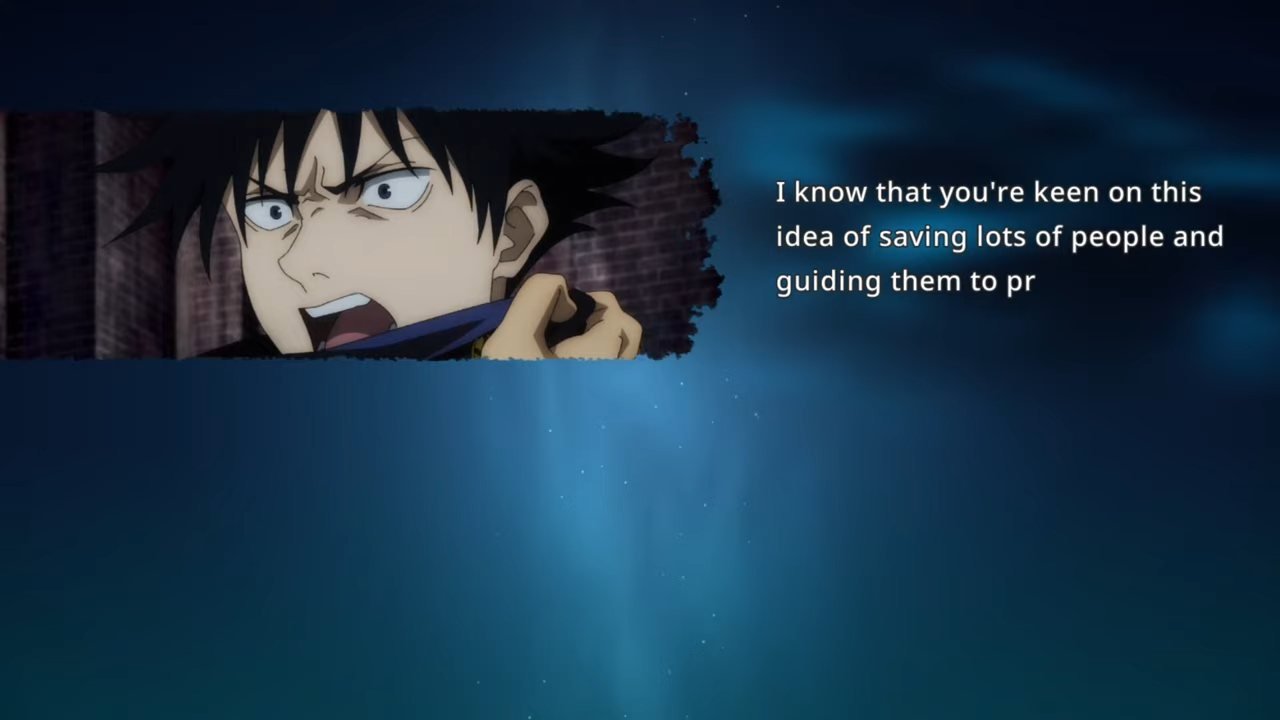 I know that you're keen on this
idea of saving lots of people and
guiding them to pr